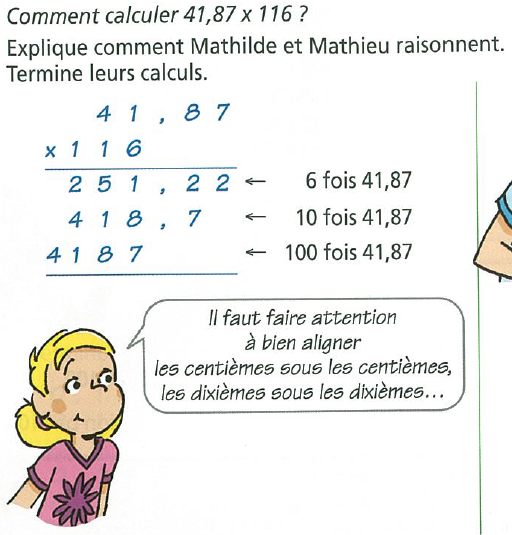 Comment calculer 41,87 x 116 ?
Explique comment Mathilde et Mathieu raisonnent.
Termine leurs calculs.
4 1 , 8 7
x 1 1 6
2 5 1 , 2 2 ← 6 fois 41,87
4 1 8 , 7 ← 10 fois 41,87
4 1 8 7 ← 100 fois 41,87
Il faut faire attention
à bien aligner
les centièmes sous les centièmes,
les dixièmes sous les dixièmes...